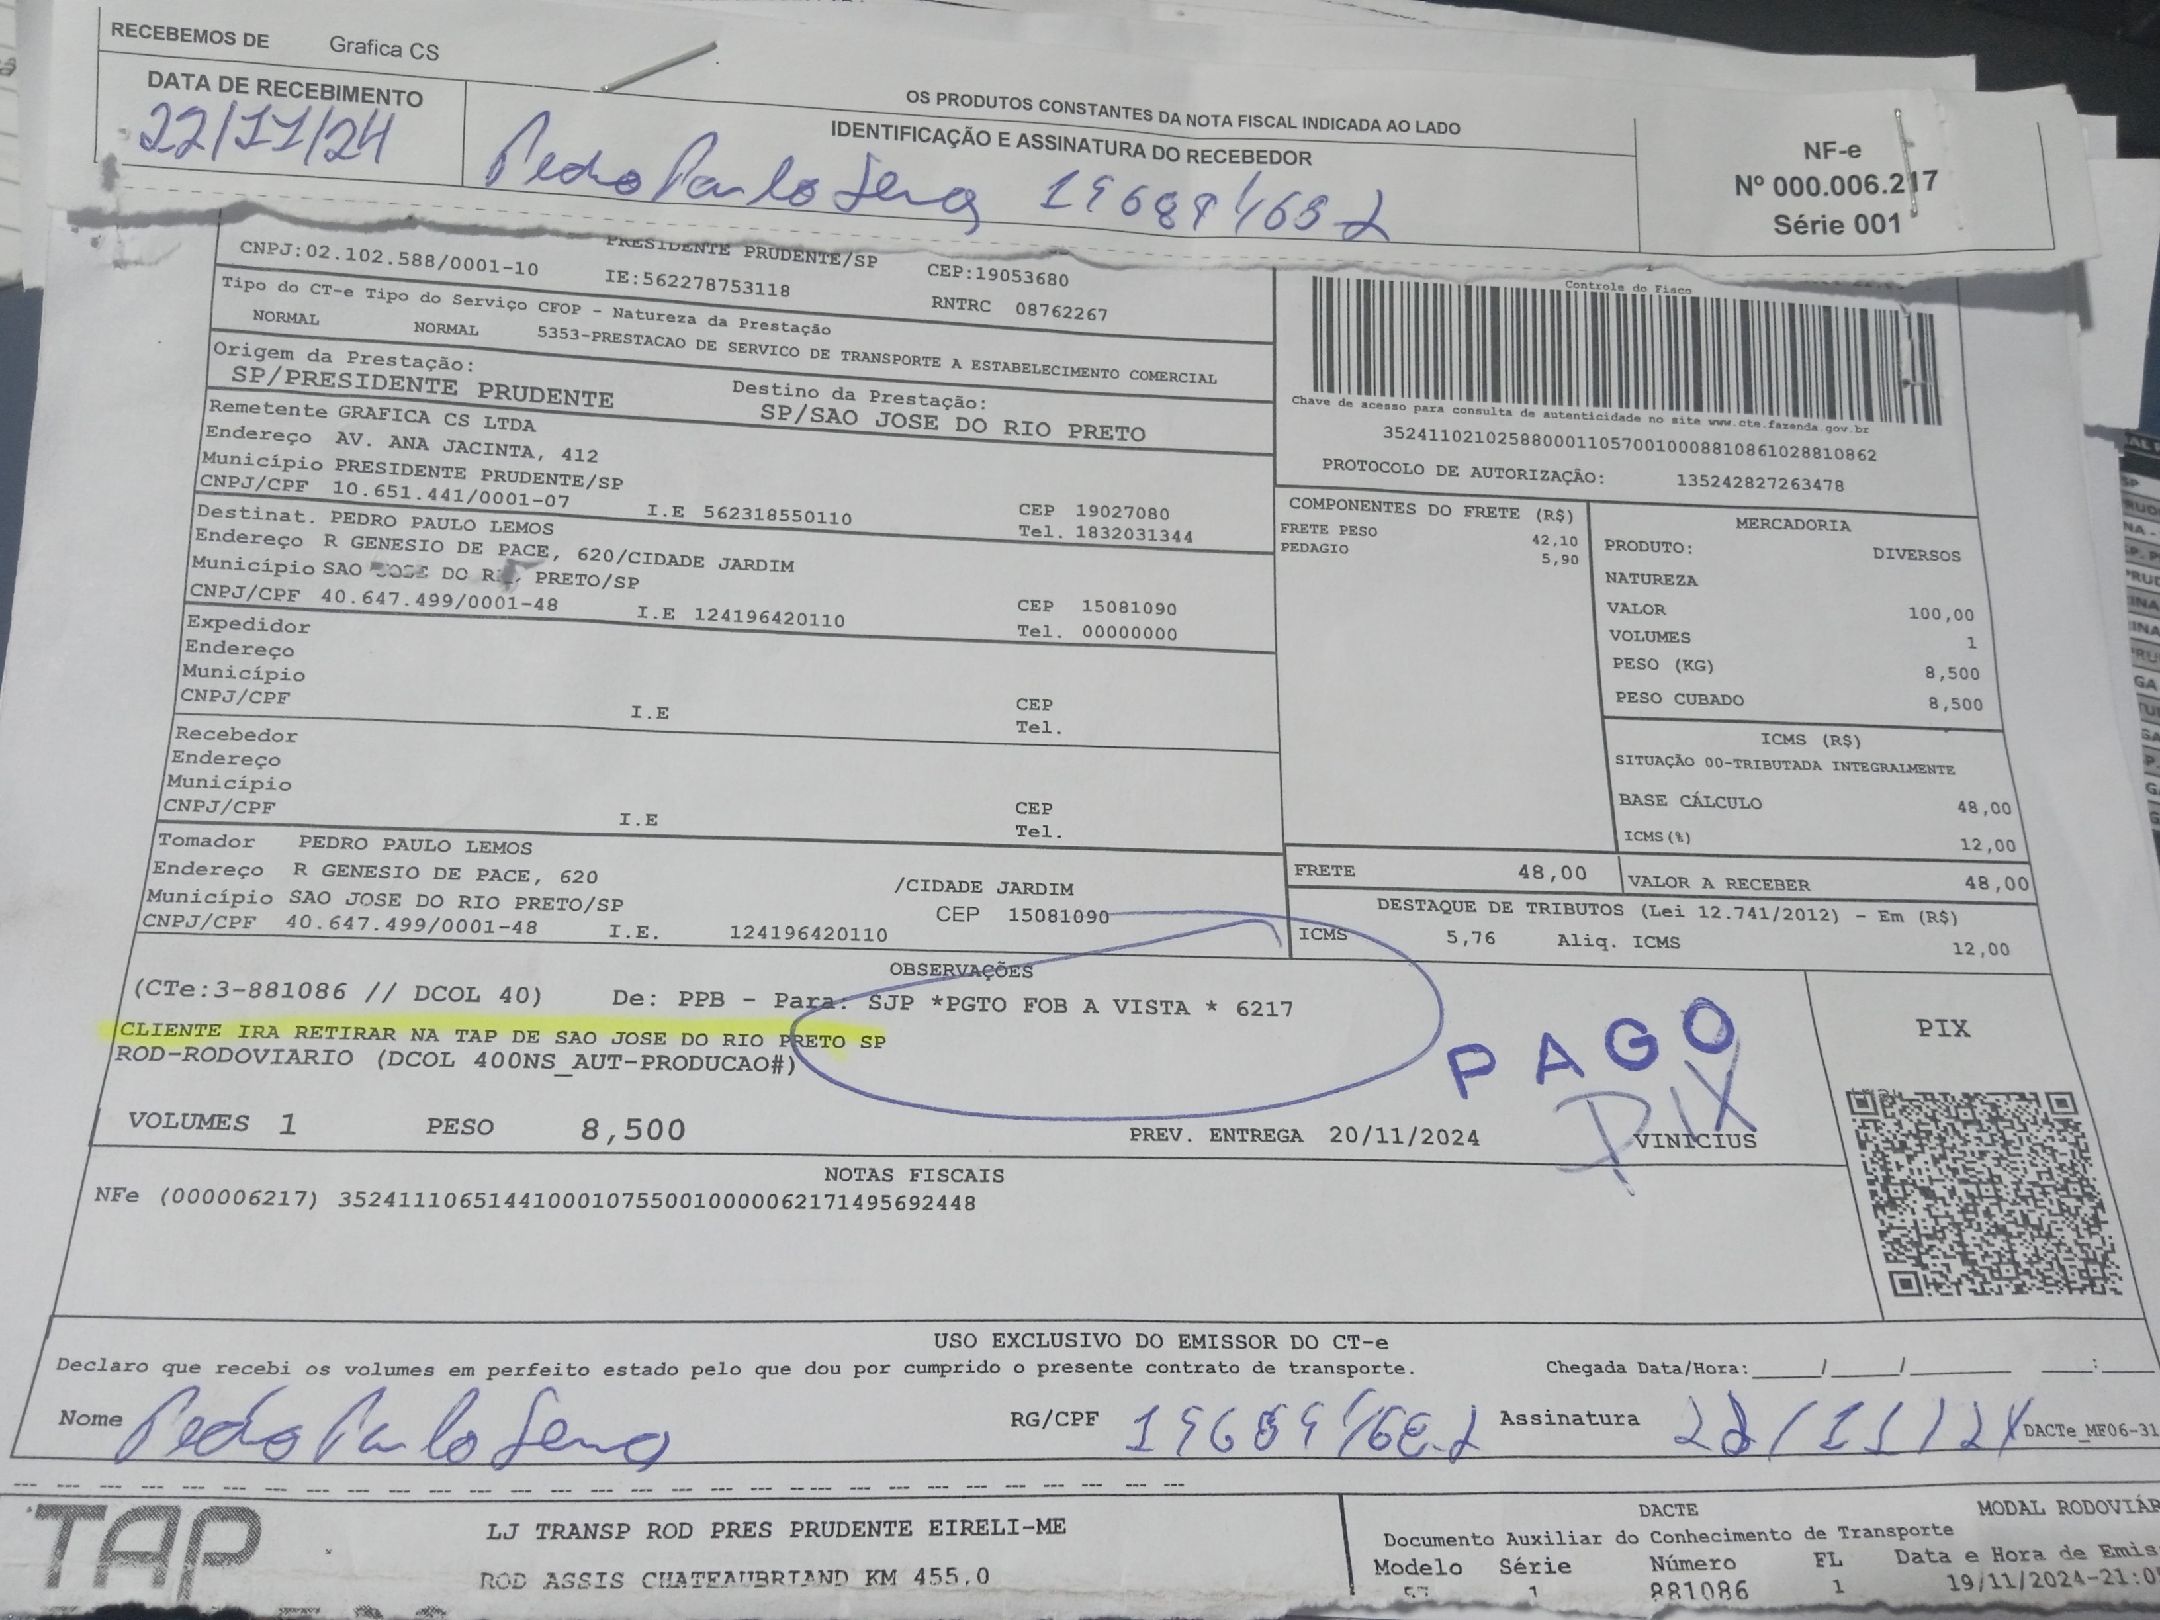 RECEBEMOS DE Grafica CS
OS PRODUTOS CONSTANTES DA NOTA FISCAL INDICADA AO LADO
DATA DE RECEBIMENTO
22/11/24
IDENTIFICAÇÃO E ASSINATURA DO RECEBEDOR
Pedro Paulo
NF-e
Nº 000.006.217
Série 001
PRESIDENTE PRUDENTE/SP CEP:19053680
CNPJ:02.102.588/0001-10 IE:562278753118 RNTRC 08762267
Tipo do CT-e Tipo do Serviço CFOP - Natureza da Prestação
NORMAL NORMAL 5353-PRESTACAO DE SERVICO DE TRANSPORTE A ESTABELECIMENTO COMERCIAL
Origem da Prestação: Destino da Prestação:
SP/PRESIDENTE PRUDENTE SP/SAO JOSE DO RIO PRETO
Remetente GRAFICA CS LTDA
Endereço AV. ANA JACINTA, 412
Município PRESIDENTE PRUDENTE/SP CEP 19027080
CNPJ/CPF 10.651.441/0001-07 I.E 562318550110 Tel. 1832031344
Destinat. PEDRO PAULO LEMOS
Endereço R GENESIO DE PACE, 620/CIDADE JARDIM
Município SAO JOSE DO RIO PRETO/SP CEP 15081090
CNPJ/CPF 40.647.499/0001-48 I.E 124196420110 Tel. 00000000
Expedidor
Endereço
Município CEP
CNPJ/CPF I.E Tel.
Recebedor
Endereço
Município CEP
CNPJ/CPF I.E Tel.
Tomador PEDRO PAULO LEMOS
Endereço R GENESIO DE PACE, 620 /CIDADE JARDIM
Município SAO JOSE DO RIO PRETO/SP CEP 15081090
CNPJ/CPF 40.647.499/0001-48 I.E. 124196420110
Controle do Fisco
Chave de acesso para consulta de autenticidade no site www.cte.fazenda.gov.br
35241102102588000110570010008810861028810862
PROTOCOLO DE AUTORIZAÇÃO: 135242827263478
COMPONENTES DO FRETE (R$)
FRETE PESO 42,10
PEDAGIO 5,90
MERCADORIA
PRODUTO: DIVERSOS
NATUREZA
VALOR 100,00
VOLUMES 1
PESO (KG) 8,500
PESO CUBADO 8,500
ICMS (R$)
SITUAÇÃO 00-TRIBUTADA INTEGRALMENTE
BASE CÁLCULO 48,00
ICMS(%) 12,00
FRETE 48,00 VALOR A RECEBER 48,00
DESTAQUE DE TRIBUTOS (Lei 12.741/2012) - Em (R$)
ICMS 5,76 Aliq. ICMS 12,00
OBSERVAÇÕES
(CTe:3-881086 // DCOL 40) De: PPB - Para: SJP *PGTO FOB A VISTA * 6217
CLIENTE IRA RETIRAR NA TAP DE SAO JOSE DO RIO PRETO SP
ROD-RODOVIARIO (DCOL 400NS_AUT-PRODUCAO#)
PAGO
PIX
PIX
VOLUMES 1 PESO 8,500 PREV. ENTREGA 20/11/2024 VINICIUS
NOTAS FISCAIS
NFe (000006217) 35241110651441000107550010000062171495692448
USO EXCLUSIVO DO EMISSOR DO CT-e
Declaro que recebi os volumes em perfeito estado pelo que dou por cumprido o presente contrato de transporte. Chegada Data/Hora:____/____/____ __:__
Nome Pedro Paulo RG/CPF Assinatura DACTe_MF06-31
TAP
LJ TRANSP ROD PRES PRUDENTE EIRELI-ME
ROD ASSIS CHATEAUBRIAND KM 455,0
DACTE MODAL RODOVIÁR
Documento Auxiliar do Conhecimento de Transporte
Modelo Série Número FL Data e Hora de Emis
57 1 881086 1 19/11/2024-21:0